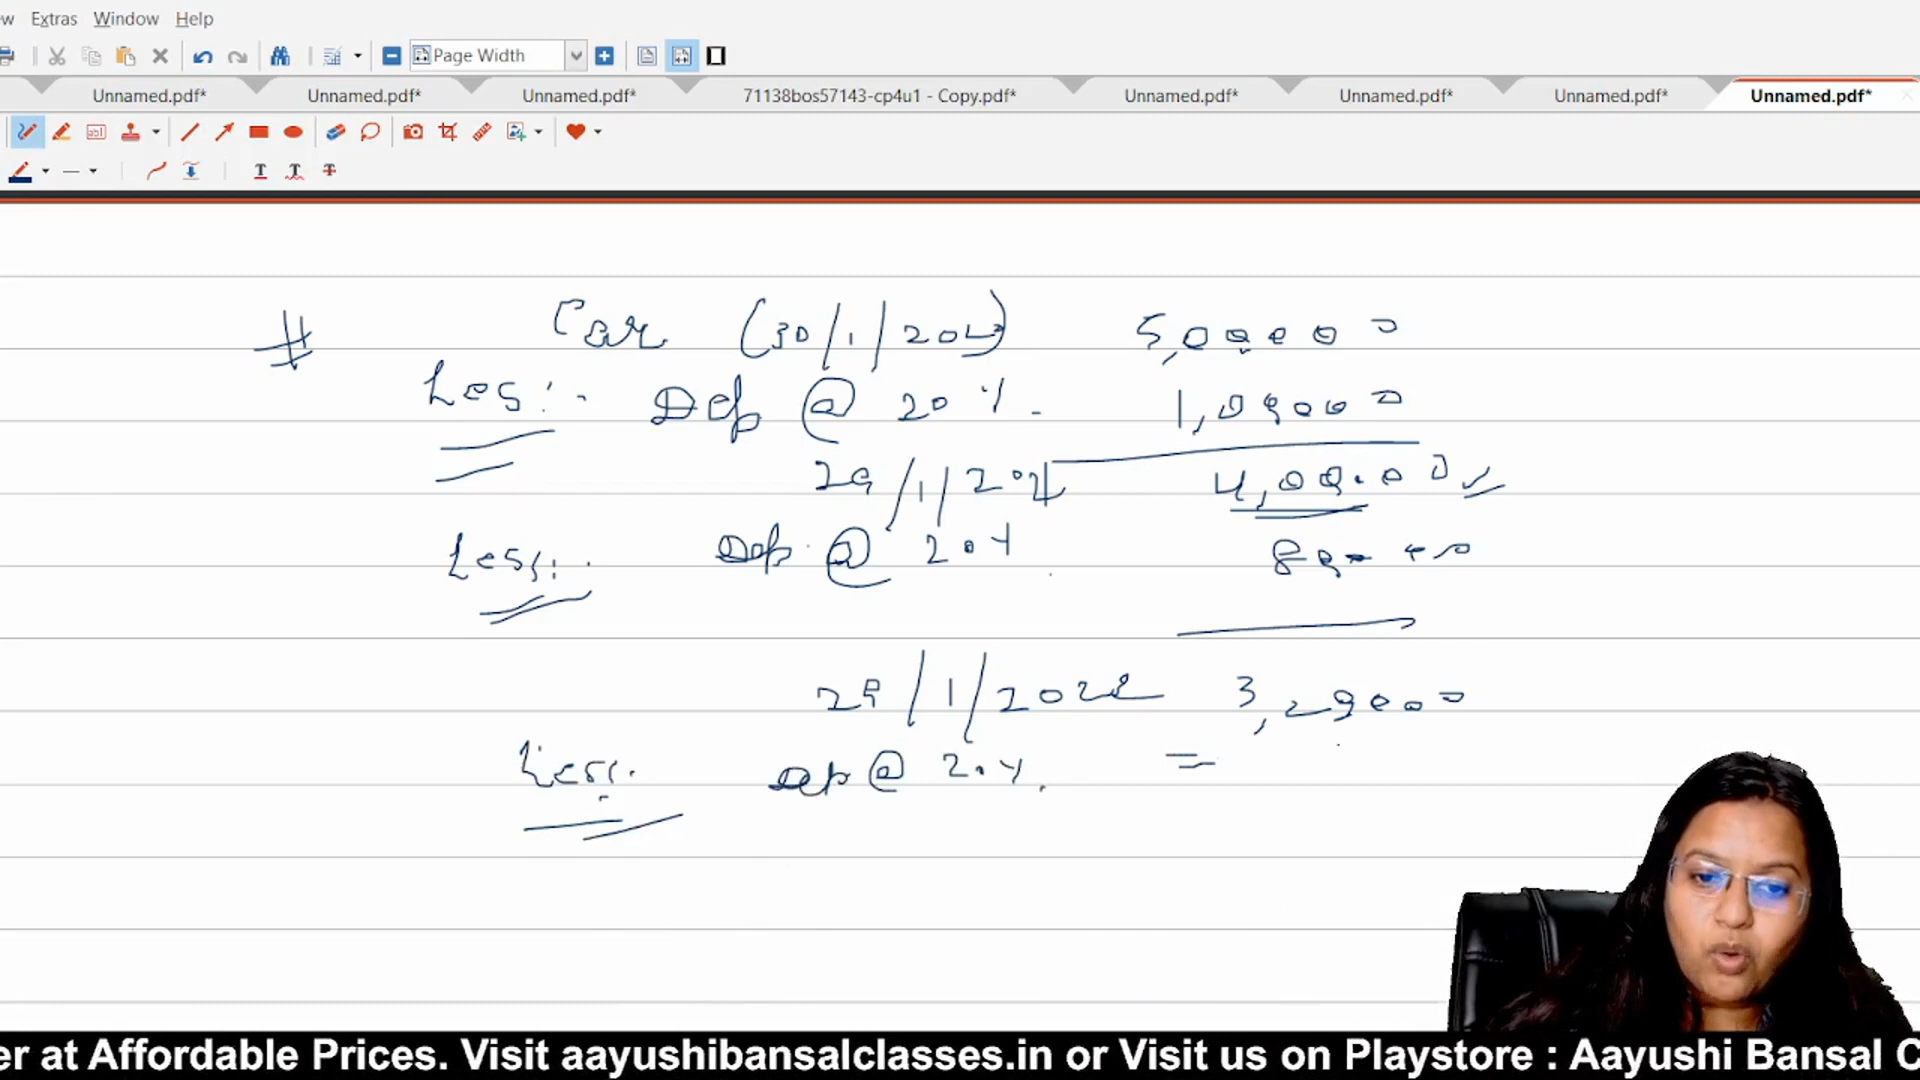 w Extras Window Help
Page Width
Unnamed.pdf* Unnamed.pdf* Unnamed.pdf* 71138bos57143-cp4u1 - Copy.pdf* Unnamed.pdf* Unnamed.pdf* Unnamed.pdf* Unnamed.pdf*
# Car (30/1/202 5,00,000
Less:- Dep @ 20% 1,00,000
29/1/202 4,00,000
Less: Dep @ 20% 80,000
29/1/2022 3,20,000
Less: Dep @ 20% =
er at Affordable Prices. Visit aayushibansalclasses.in or Visit us on Playstore : Aayushi Bansal C